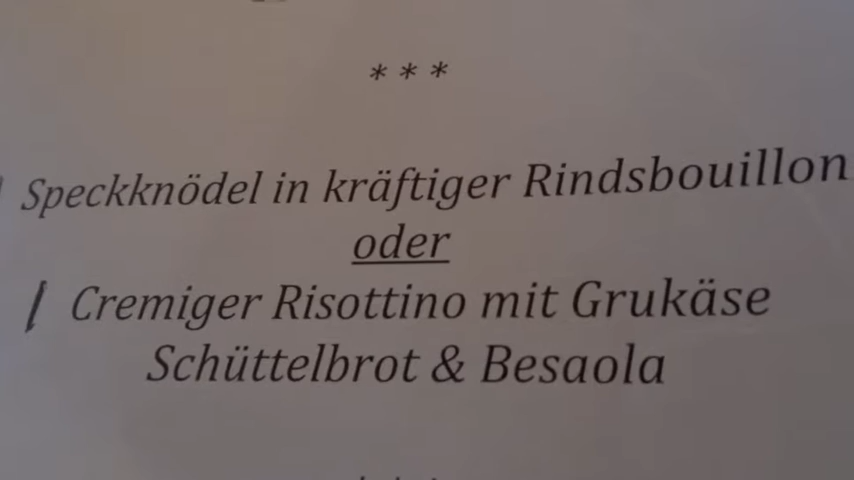 * * *
Speckknödel in kräftiger Rindsbouillon
oder
Cremiger Risottino mit Grukäse
Schüttelbrot & Besaola